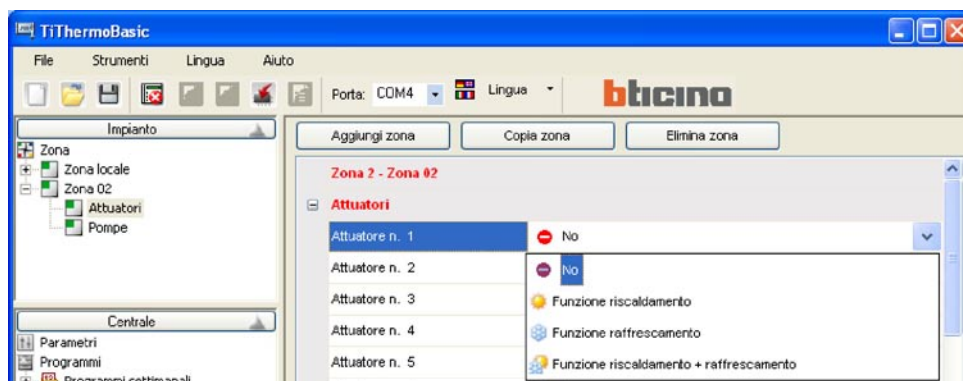 TiThermoBasic
File Strumenti Lingua Aiuto
Porta: COM4 Lingua bticino
Impianto
Zona
Zona locale
Zona 02
Attuatori
Pompe
Centrale
Parametri
Programmi
Programmi settimanali
Aggiungi zona Copia zona Elimina zona
Zona 2 - Zona 02
Attuatori
Attuatore n. 1 No
Attuatore n. 2 No
Attuatore n. 3 Funzione riscaldamento
Attuatore n. 4 Funzione raffrescamento
Attuatore n. 5 Funzione riscaldamento + raffrescamento